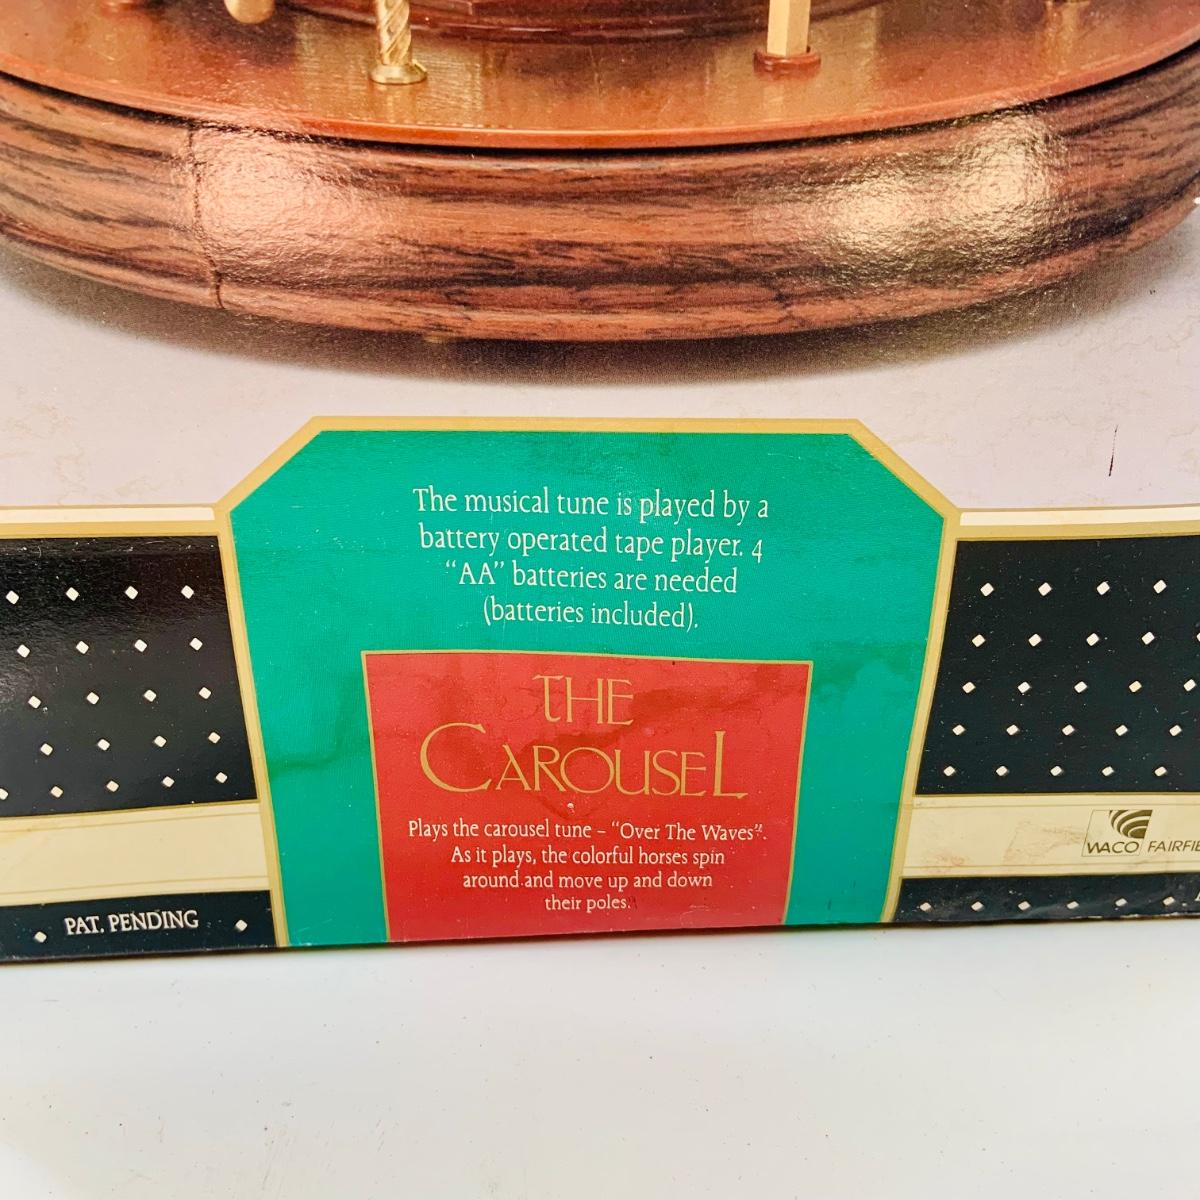 The musical tune is played by a
battery operated tape player. 4
“AA” batteries are needed
(batteries included).
THE
CAROUSEL
Plays the carousel tune – “Over The Waves”.
As it plays, the colorful horses spin
around and move up and down
their poles.
WACO
PAT. PENDING